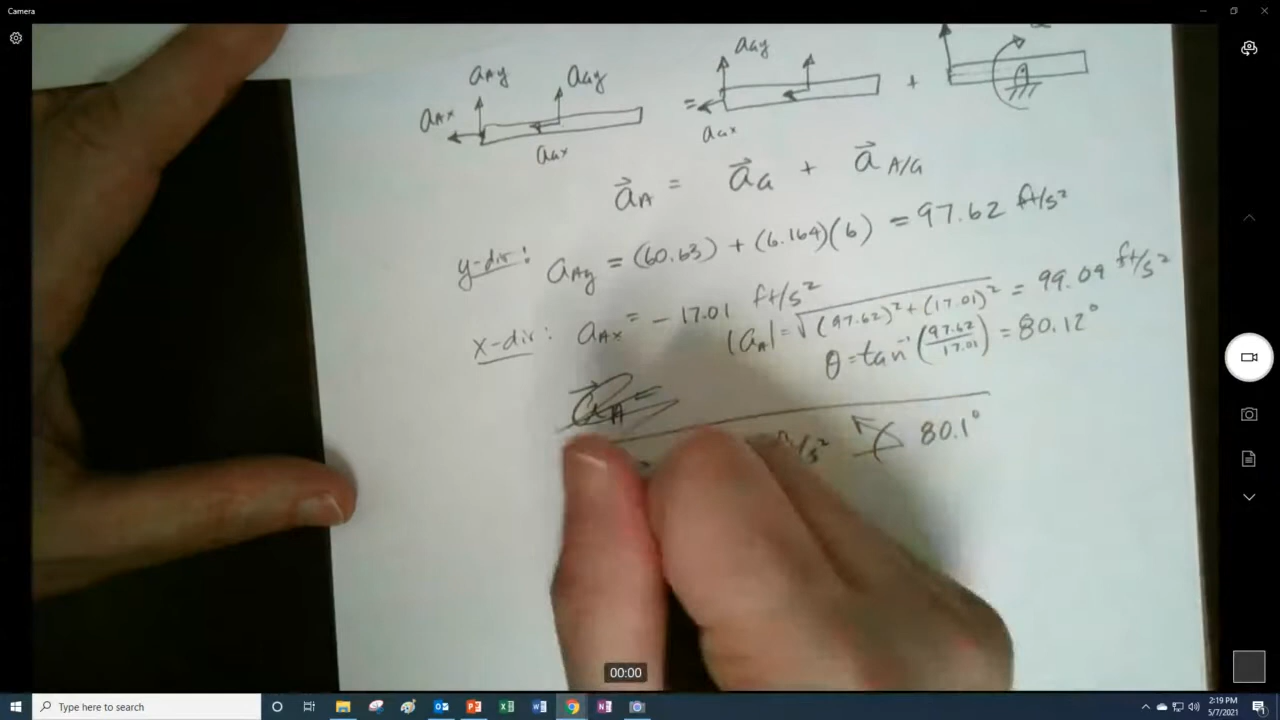 Camera
aAy
aGy
aAx
aGx
=
aGy
aGx
+
a⃗A = a⃗G + a⃗A/G
y-dir: aAy = (60.63) + (6.164)(6) = 97.62 ft/s²
x-dir: aAx = -17.01 ft/s²
|aA| = √(97.62)² + (17.01)² = 99.09 ft/s²
θ = tan⁻¹(97.62/17.01) = 80.12°
80.1°
00:00
Type here to search
2:19 PM
5/7/2021